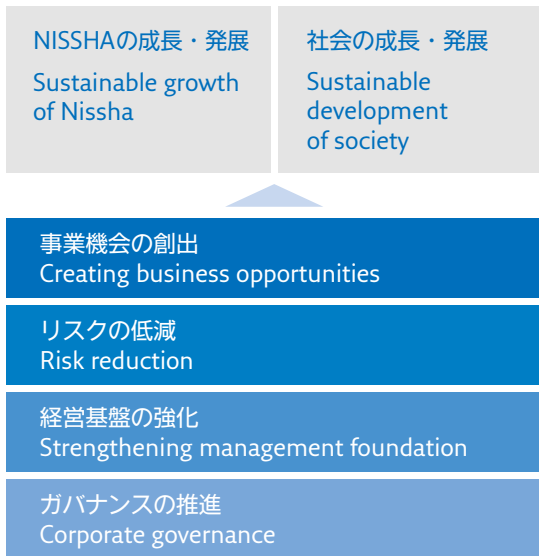 NISSHAの成長・発展
Sustainable growth
of Nissha
社会の成長・発展
Sustainable
development
of society
事業機会の創出
Creating business opportunities
リスクの低減
Risk reduction
経営基盤の強化
Strengthening management foundation
ガバナンスの推進
Corporate governance